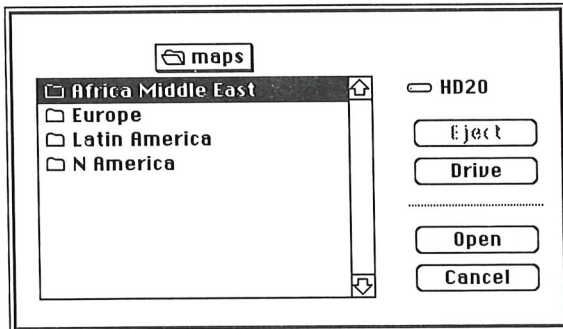 maps
Africa Middle East
Europe
Latin America
N America
HD20
Eject
Drive
Open
Cancel